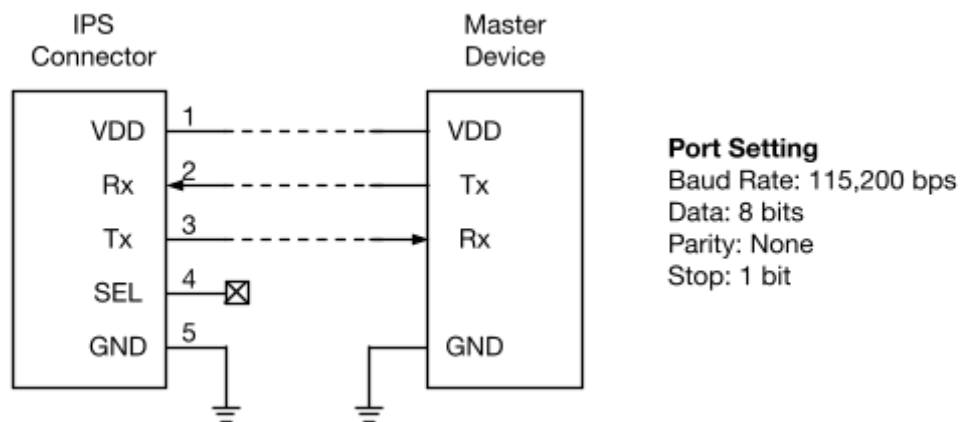 IPS
Connector
Master
Device
VDD
1
VDD
Rx
2
Tx
Tx
3
Rx
SEL
4
GND
5
GND
Port Setting
Baud Rate: 115,200 bps
Data: 8 bits
Parity: None
Stop: 1 bit